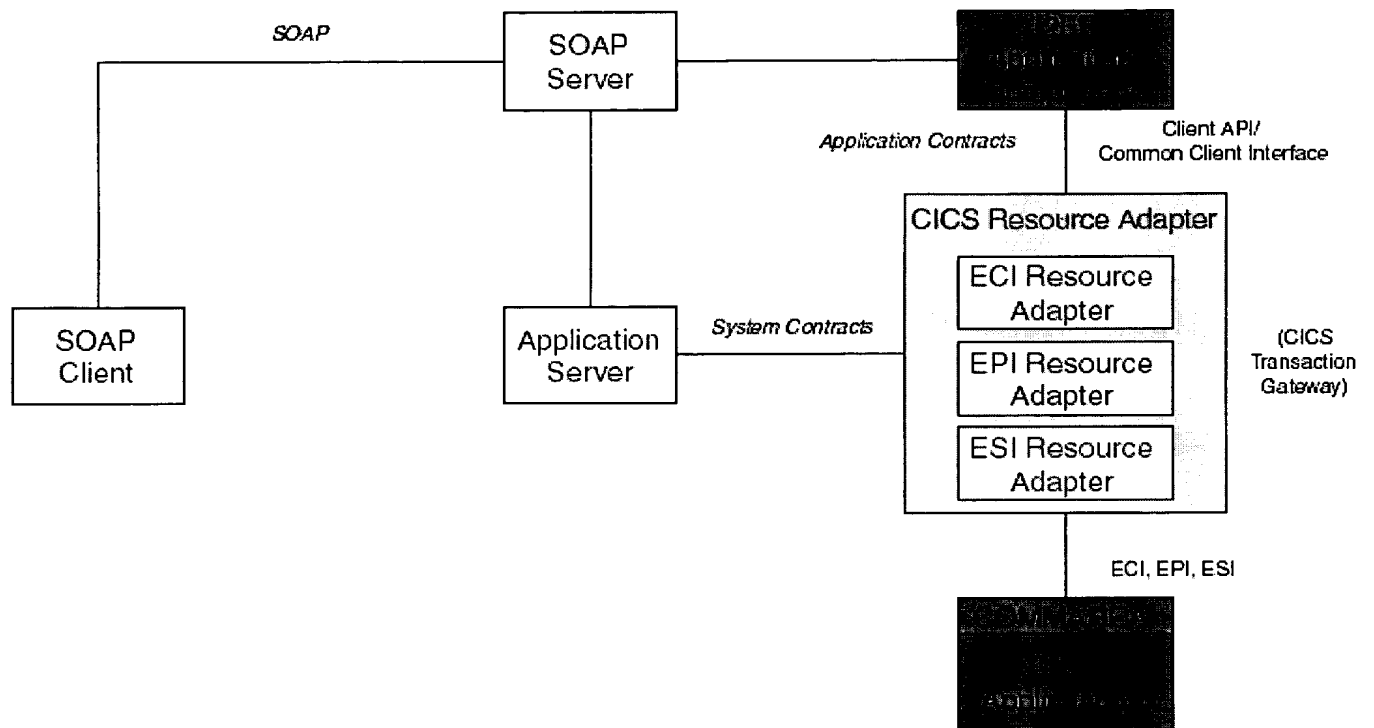 SOAP
SOAP
Server
Application Contracts
Client API/
Common Client Interface
CICS Resource Adapter
ECI Resource
Adapter
SOAP
Client
Application
Server
System Contracts
EPI Resource
Adapter
(CICS
Transaction
Gateway)
ESI Resource
Adapter
ECI, EPI, ESI